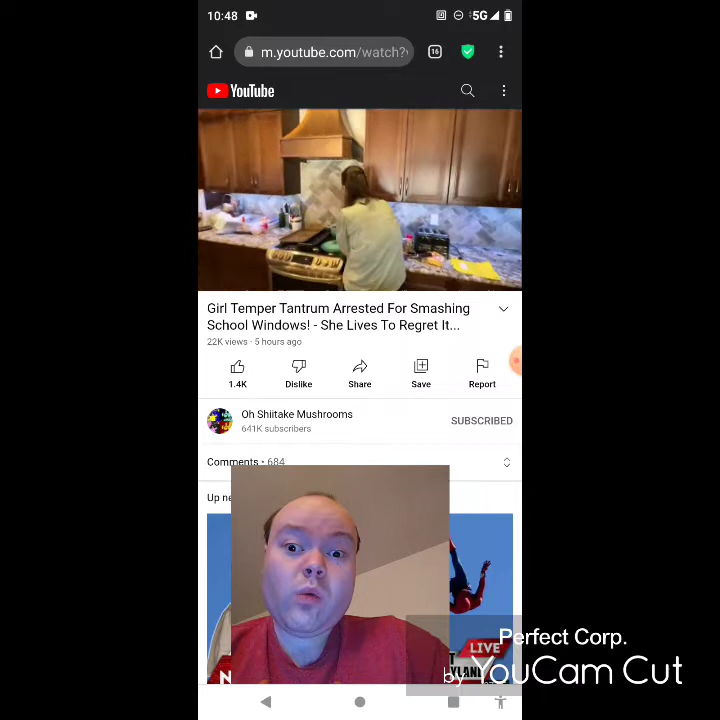 10:48 5G
m.youtube.com/watch?v 16
YouTube
Girl Temper Tantrum Arrested For Smashing
School Windows! - She Lives To Regret It...
22K views · 5 hours ago
1.4K Dislike Share Save Report
Oh Shiitake Mushrooms
641K subscribers
SUBSCRIBED
Comments • 684
Up ne
LIVE
N
Perfect Corp.
by YouCam Cut